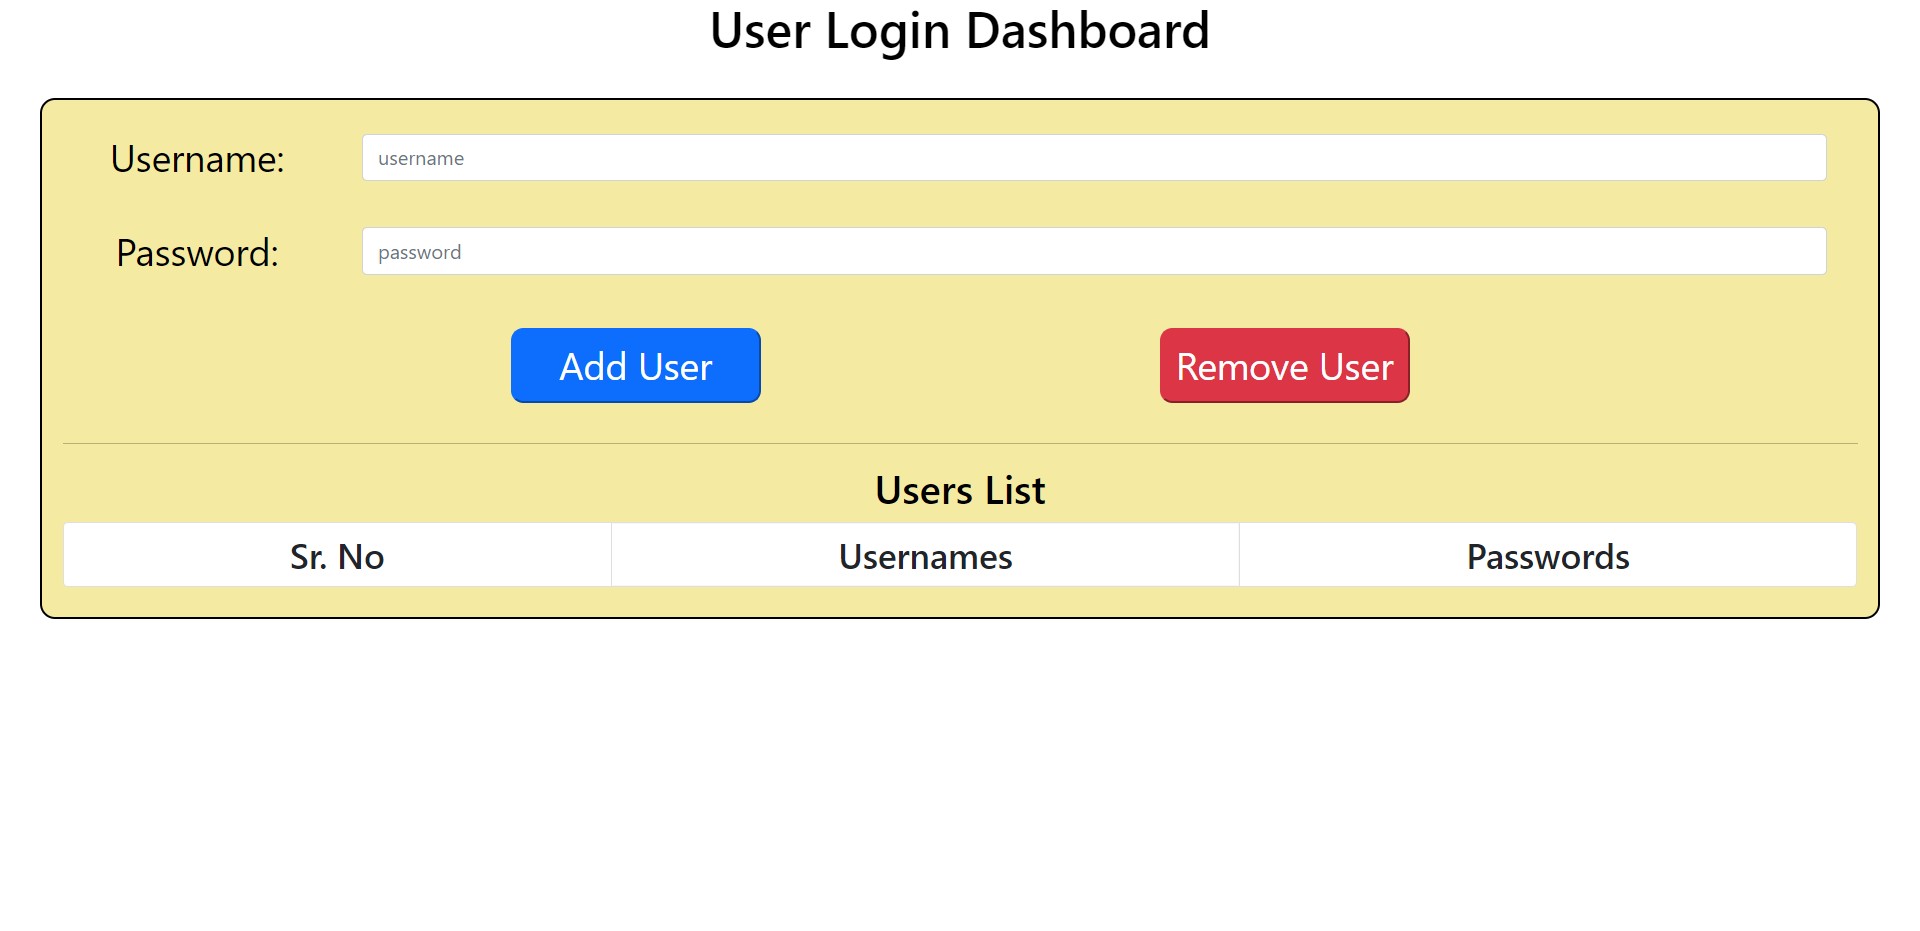 User Login Dashboard
Username: username
Password: password
Add User Remove User
Users List
Sr. No Usernames Passwords